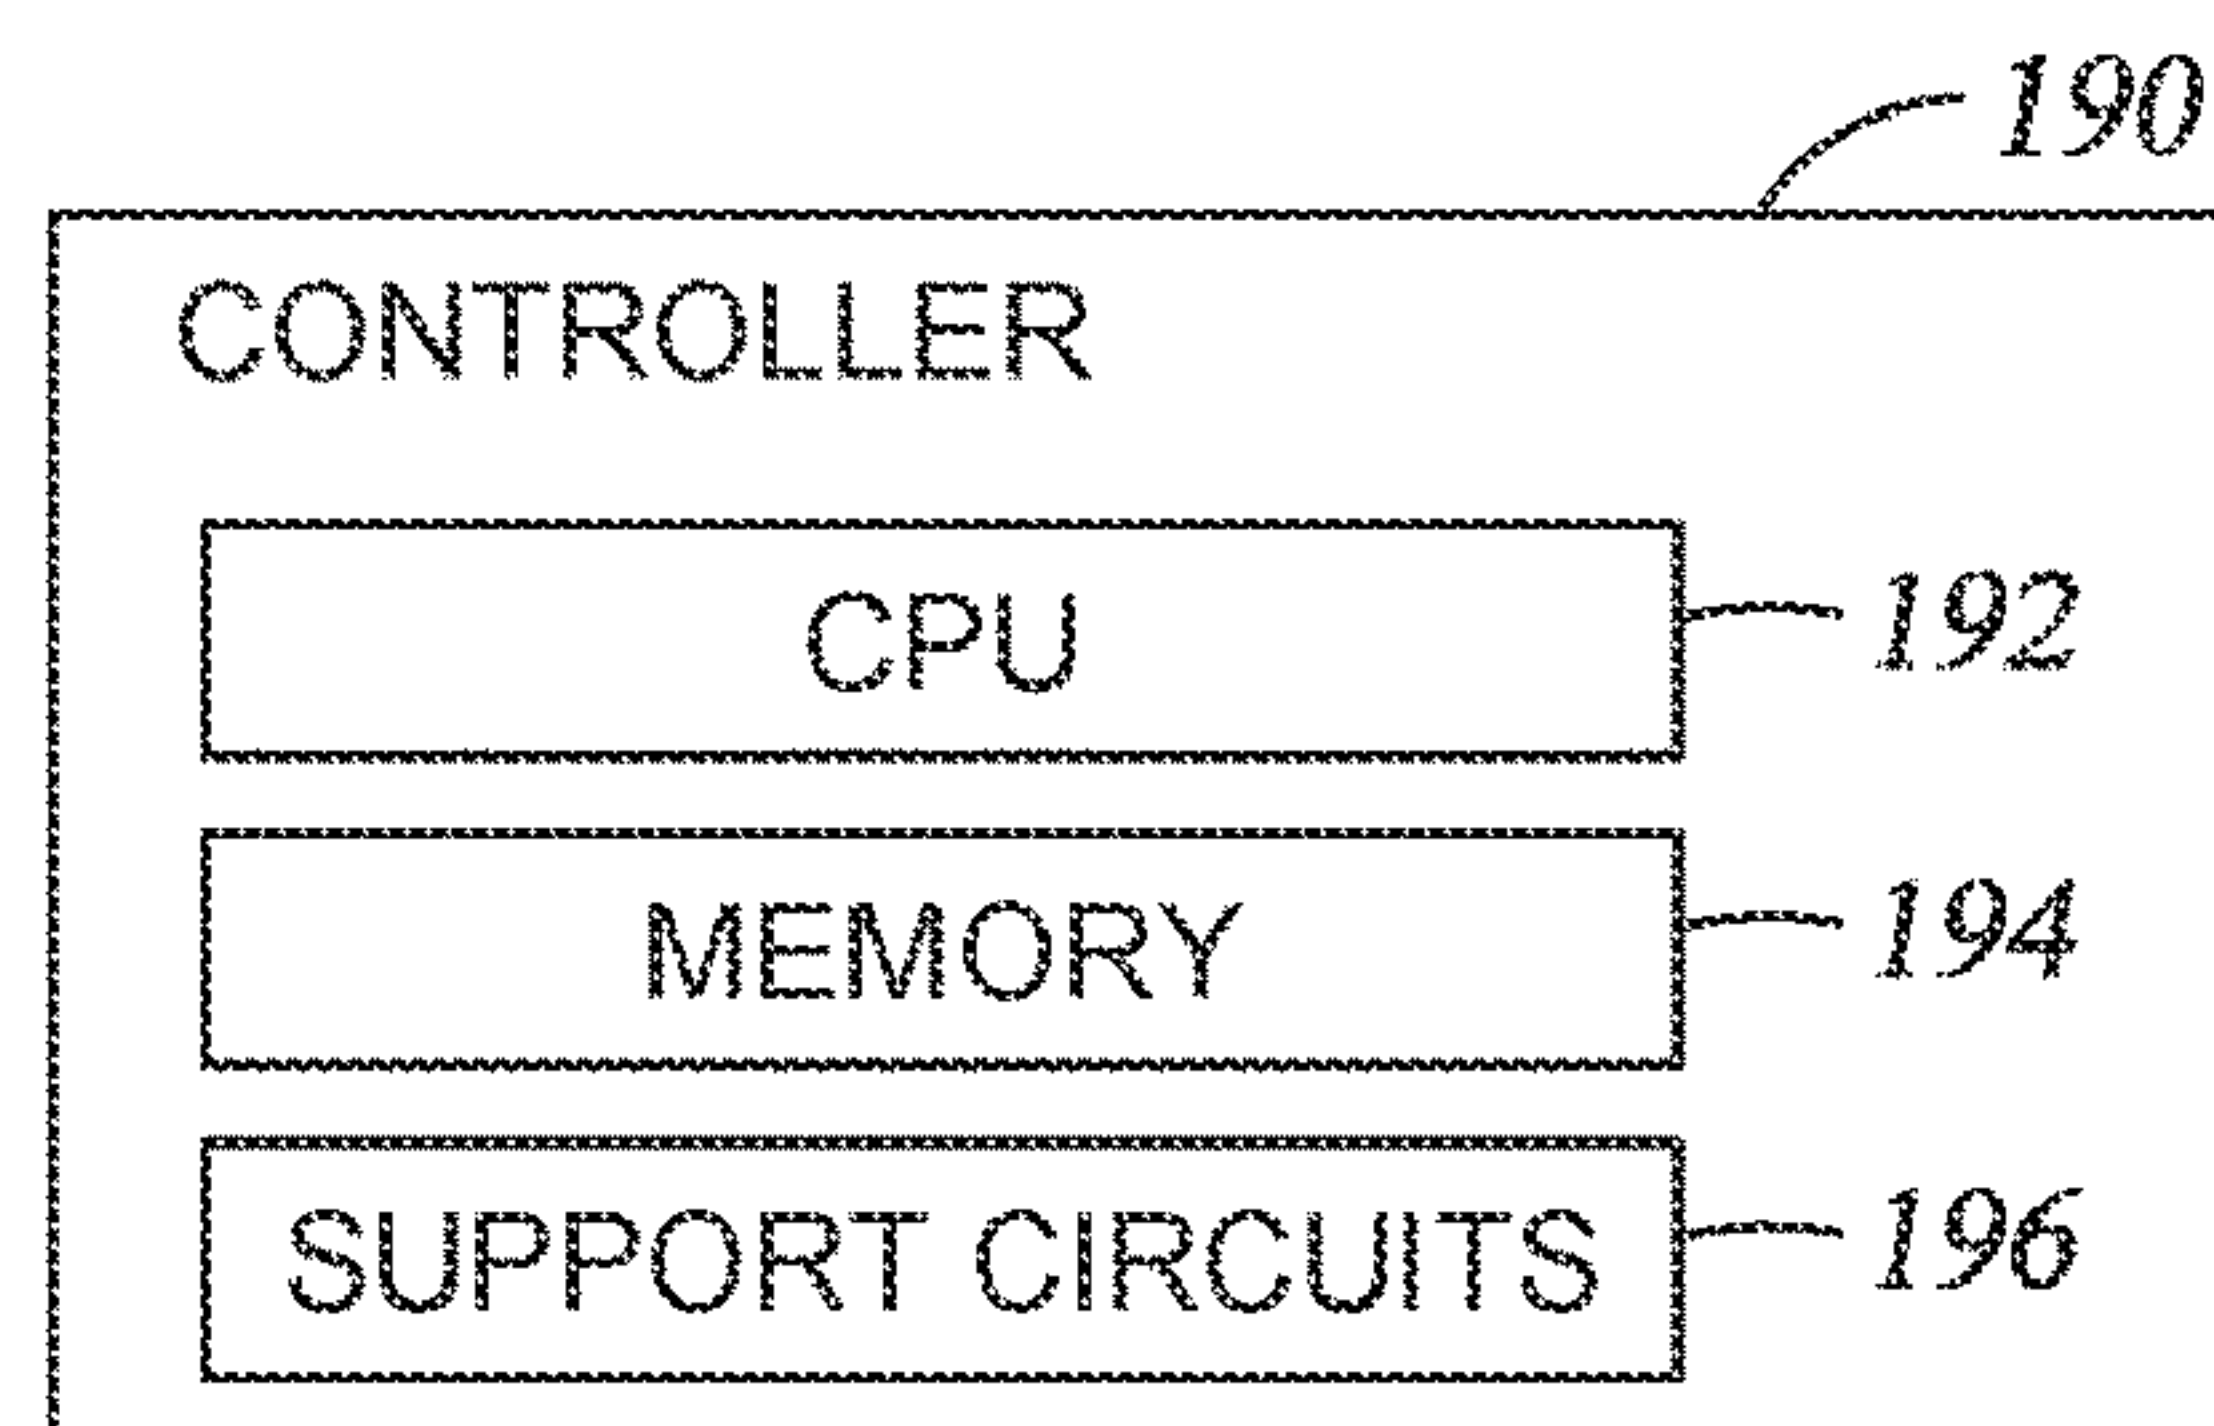 190
CONTROLLER
CPU
192
MEMORY
194
SUPPORT CIRCUITS
196